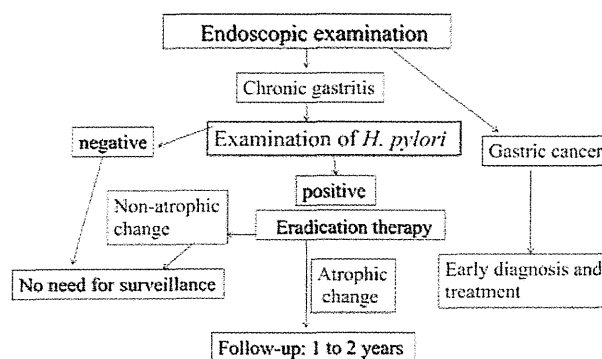 Endoscopic examination
Chronic gastritis
negative
Examination of H. pylori
Gastric cancer
positive
Non-atrophic
change
Eradication therapy
No need for surveillance
Atrophic
change
Early diagnosis and
treatment
Follow-up: 1 to 2 years